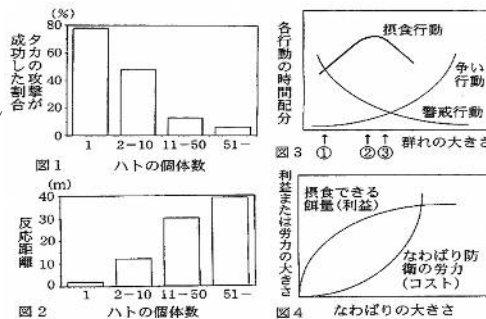 (%)
タカの攻撃が
成功した割合
80
60
40
20
0
1 2-10 11-50 51-
図1 ハトの個体数
(m)
反応距離
40
30
20
10
0
1 2-10 11-50 51-
図2 ハトの個体数
各行動の時間配分
摂食行動
争い
行動
警戒行動
↑ ↑ ↑
① ② ③ 群れの大きさ
図3
利益または労力の大きさ
摂食できる
餌量(利益)
なわばり防
衛の労力
(コスト)
図4 なわばりの大きさ